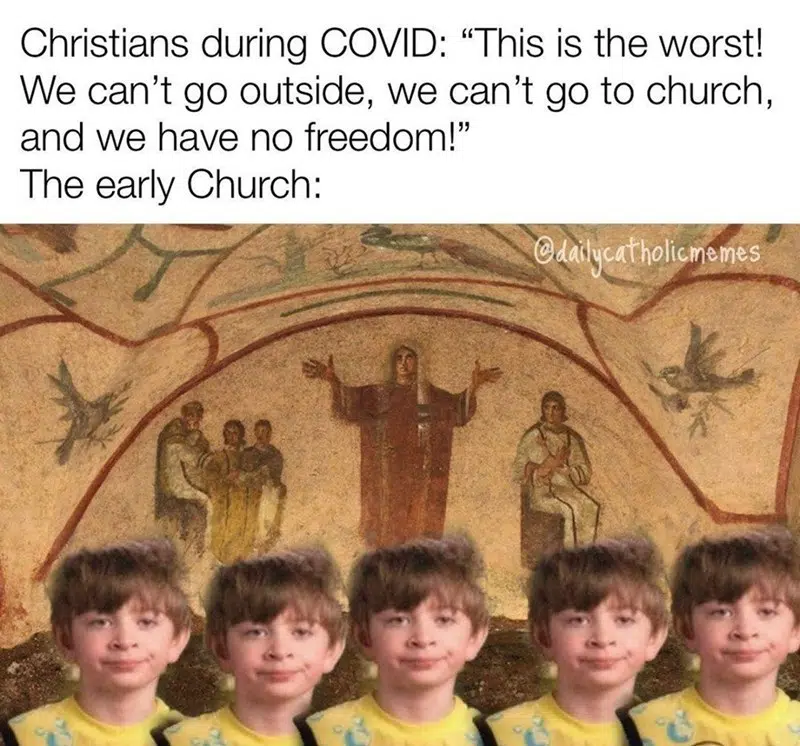 Christians during COVID: “This is the worst!
We can’t go outside, we can’t go to church,
and we have no freedom!”
The early Church:
@dailycatholicmemes